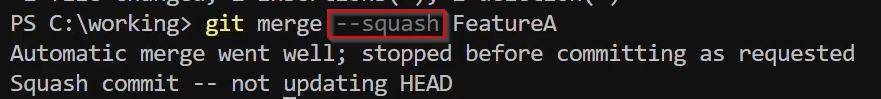 PS C:\working> git merge --squash FeatureA
Automatic merge went well; stopped before committing as requested
Squash commit -- not updating HEAD